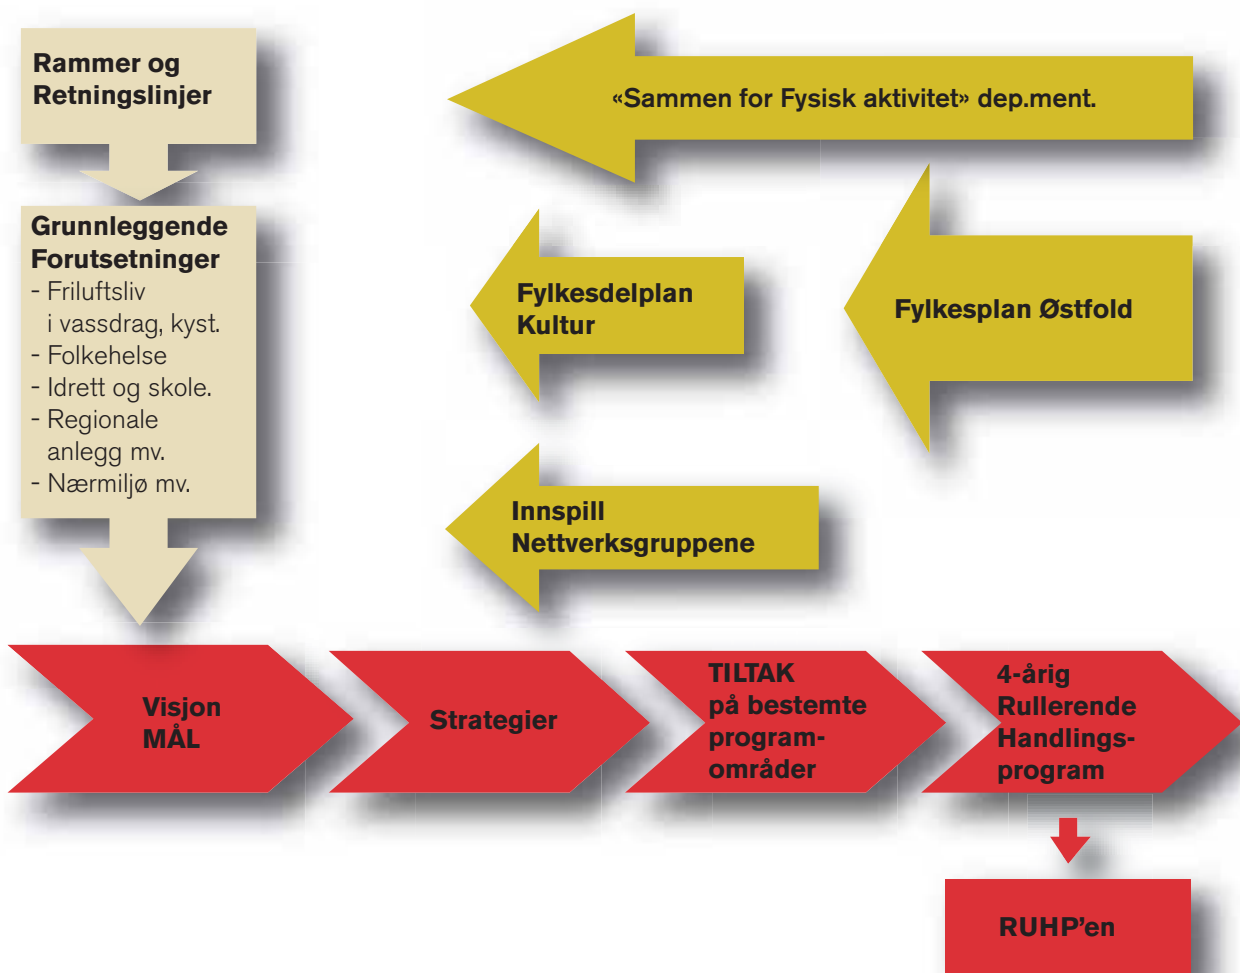 Rammer og
Retningslinjer
«Sammen for Fysisk aktivitet» dep.ment.
Grunnleggende
Forutsetninger
- Friluftsliv
i vassdrag, kyst.
- Folkehelse
- Idrett og skole.
- Regionale
anlegg mv.
- Nærmiljø mv.
Fylkesdelplan
Kultur
Fylkesplan Østfold
Innspill
Nettverksgruppene
Visjon
MÅL
Strategier
TILTAK
på bestemte
program-
områder
4-årig
Rullerende
Handlings-
program
RUHP’en